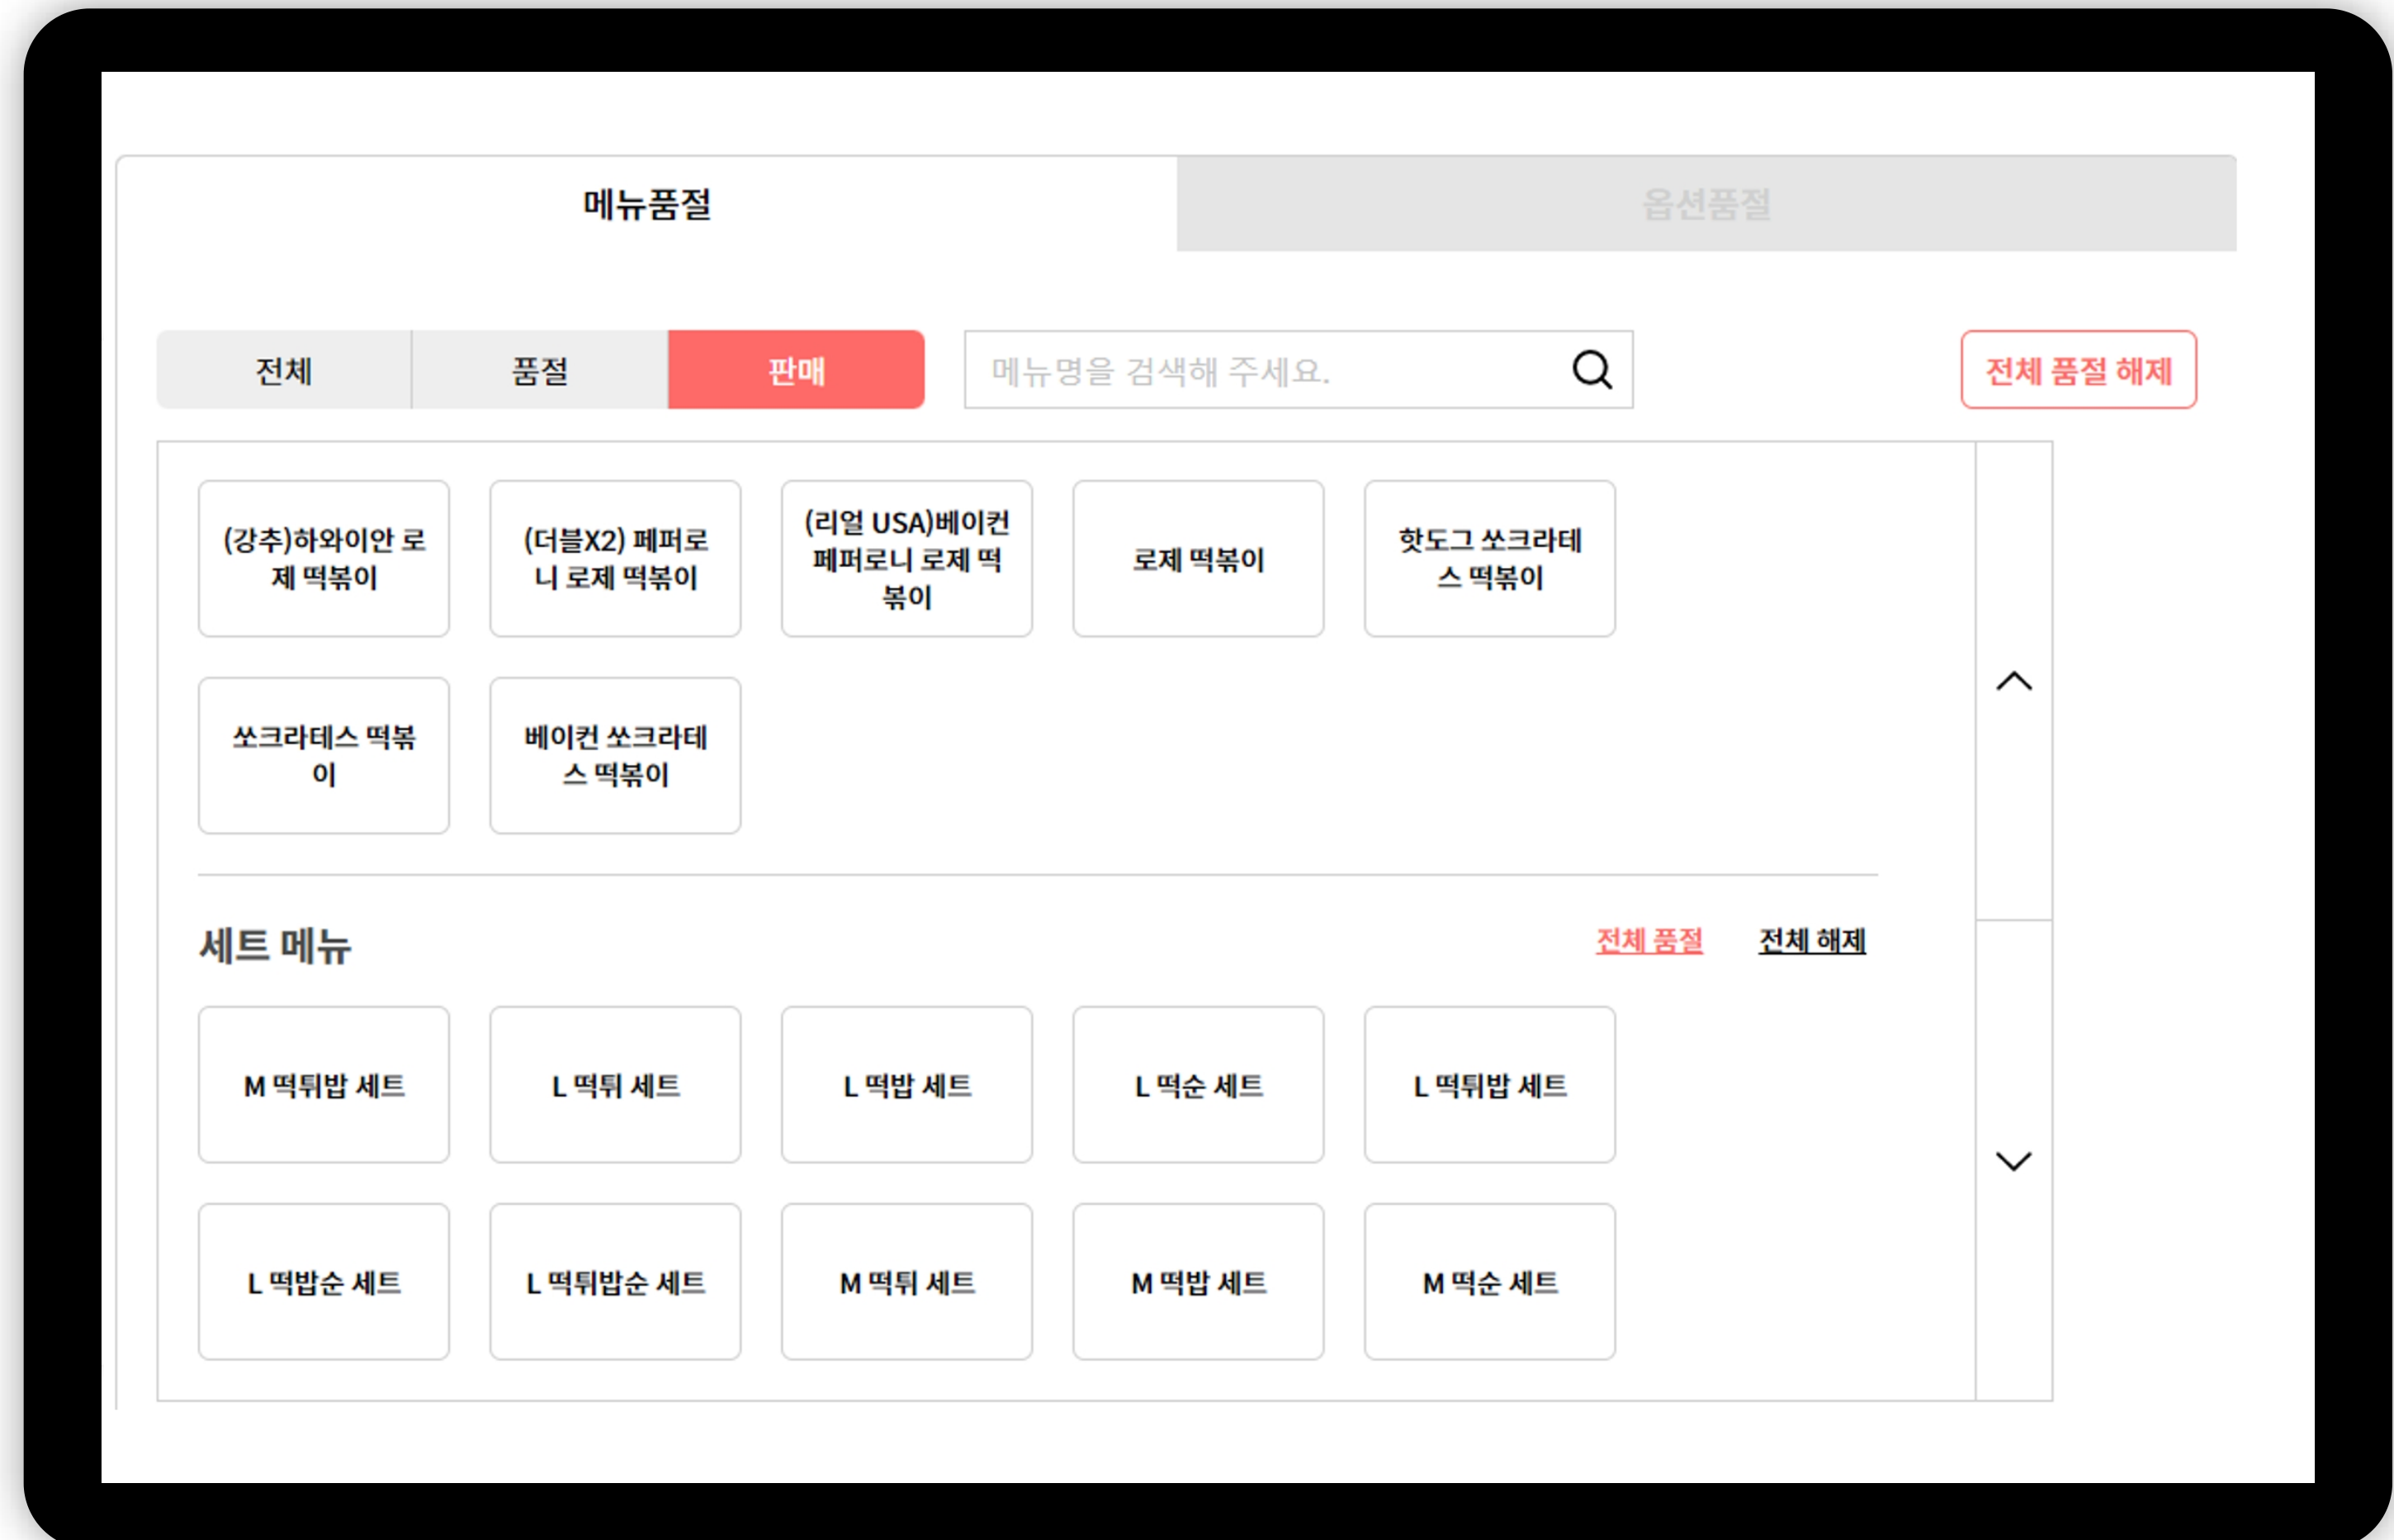 메뉴품절
옵션품절
전체
품절
판매
메뉴명을 검색해 주세요.
전체 품절 해제
(강추)하와이안 로
제 떡볶이
(더블X2) 페퍼로
니 로제 떡볶이
(리얼 USA)베이컨
페퍼로니 로제 떡
볶이
로제 떡볶이
핫도그 쏘크라테
스 떡볶이
쏘크라데스 떡볶
이
베이컨 쏘크라테
스 떡볶이
세트 메뉴
전체 품절
전체 해제
M 떡튀밥 세트
L 떡튀 세트
L 떡밥 세트
L 떡순 세트
L 떡튀밥 세트
L 떡밥순 세트
L 떡튀밥순 세트
M 떡튀 세트
M 떡밥 세트
M 떡순 세트